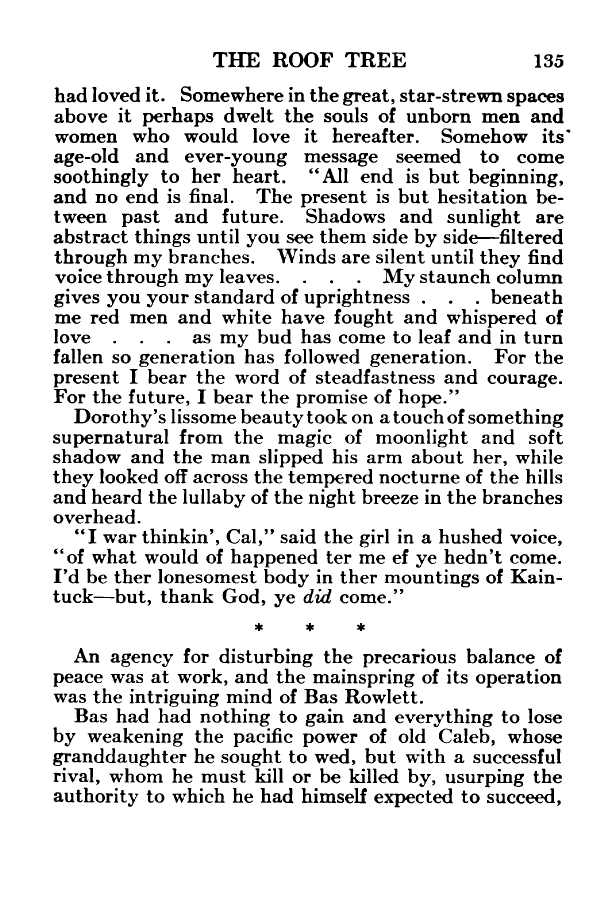 THE ROOF TREE 135
had loved it. Somewhere in the great, star-strewn spaces
above it perhaps dwelt the souls of unborn men and
women who would love it hereafter. Somehow its
age-old and ever-young message seemed to come
soothingly to her heart. "All end is but beginning,
and no end is final. The present is but hesitation be-
tween past and future. Shadows and sunlight are
abstract things until you see them side by side—filtered
through my branches. Winds are silent until they find
voice through my leaves. . . . My staunch column
gives you your standard of uprightness . . . beneath
me red men and white have fought and whispered of
love . . . as my bud has come to leaf and in turn
fallen so generation has followed generation. For the
present I bear the word of steadfastness and courage.
For the future, I bear the promise of hope."
Dorothy's lissome beauty took on a touch of something
supernatural from the magic of moonlight and soft
shadow and the man slipped his arm about her, while
they looked off across the tempered nocturne of the hills
and heard the lullaby of the night breeze in the branches
overhead.
"I war thinkin', Cal," said the girl in a hushed voice,
"of what would of happened ter me ef ye hedn't come.
I'd be ther lonesomest body in ther mountings of Kain-
tuck—but, thank God, ye did come."
* * *
An agency for disturbing the precarious balance of
peace was at work, and the mainspring of its operation
was the intriguing mind of Bas Rowlett.
Bas had had nothing to gain and everything to lose
by weakening the pacific power of old Caleb, whose
granddaughter he sought to wed, but with a successful
rival, whom he must kill or be killed by, usurping the
authority to which he had himself expected to succeed,